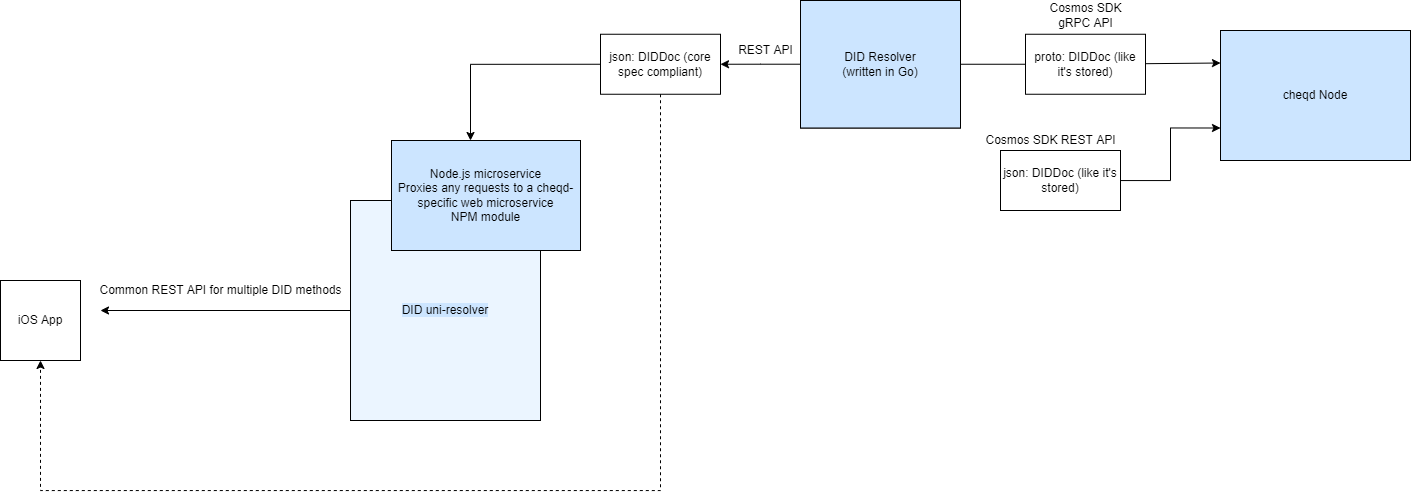 Cosmos SDK
gRPC API
json: DIDDoc (core
spec compliant)
REST API
DID Resolver
(written in Go)
proto: DIDDoc (like
it's stored)
cheqd Node
Cosmos SDK REST API
json: DIDDoc (like it's
stored)
Node.js microservice
Proxies any requests to a cheqd-
specific web microservice
NPM module
Common REST API for multiple DID methods
iOS App
DID uni-resolver